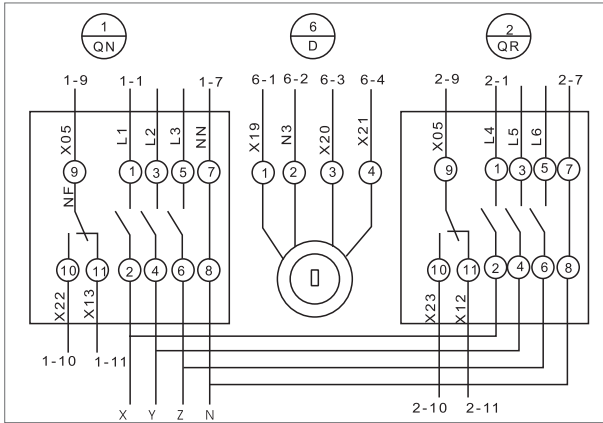 1 6 2
QN D QR
1-9 1-1 1-7 6-1 6-2 6-3 6-4 2-9 2-1 2-7
X05 L1 L2 L3 NN X19 N3 X20 X21 X05 L4 L5 L6
9 1 3 5 7 1 2 3 4 9 1 3 5 7
NF
10 11 2 4 6 8 10 11 2 4 6 8
X22 X13 X23 X12
1-10 1-11
2-10 2-11
X Y Z N